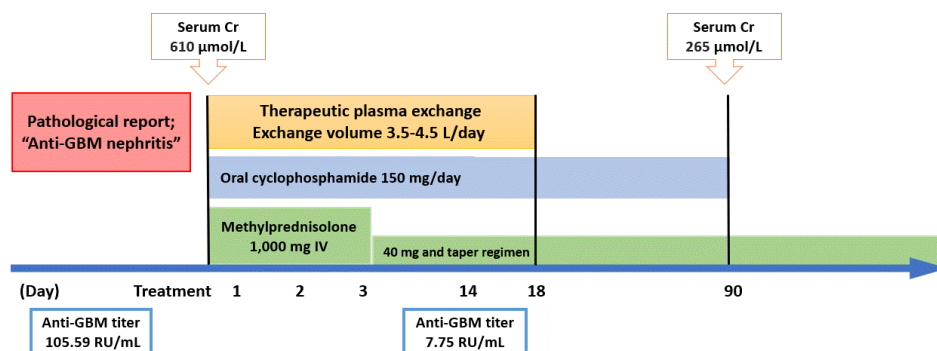 Serum Cr
610 µmol/L
Serum Cr
265 µmol/L
Pathological report;
“Anti-GBM nephritis”
Therapeutic plasma exchange
Exchange volume 3.5-4.5 L/day
Oral cyclophosphamide 150 mg/day
Methylprednisolone
1,000 mg IV
40 mg and taper regimen
(Day) Treatment 1 2 3 14 18 90
Anti-GBM titer
105.59 RU/mL
Anti-GBM titer
7.75 RU/mL